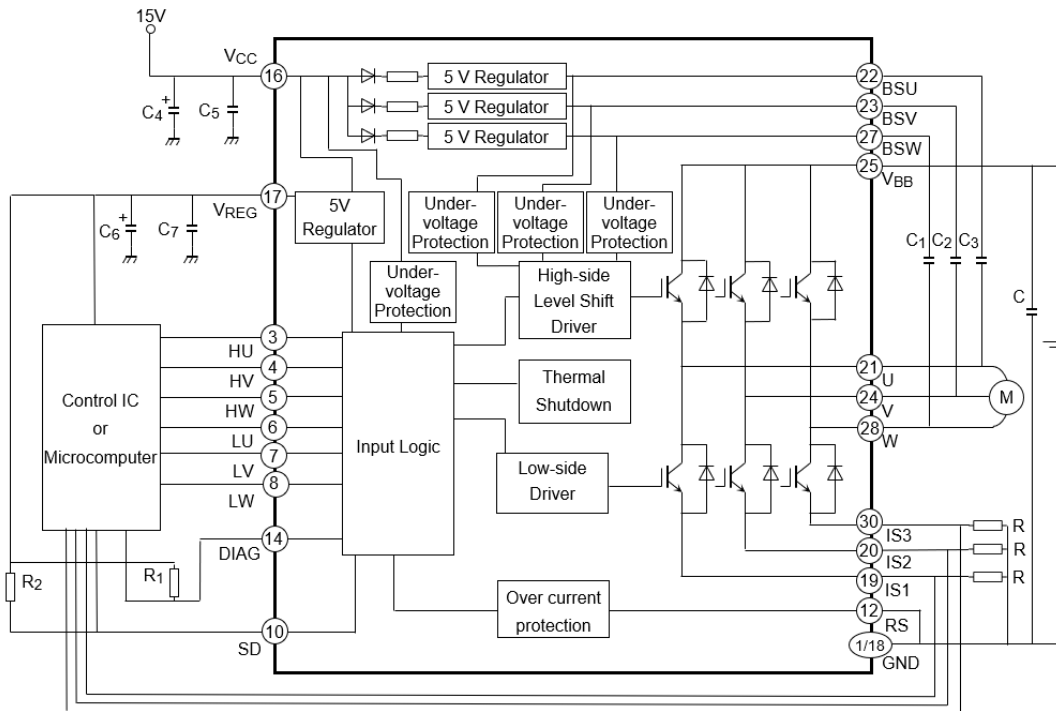 15V
VCC
16
C4
+
C5
5 V Regulator
5 V Regulator
5 V Regulator
22
BSU
23
BSV
27
BSW
25
VBB
17
VREG
C6
+
C7
5V
Regulator
Under-
voltage
Protection
Under-
voltage
Protection
Under-
voltage
Protection
Under-
voltage
Protection
High-side
Level Shift
Driver
C1
C2
C3
C
Control IC
or
Microcomputer
3
HU
4
HV
5
HW
6
LU
7
LV
8
LW
14
DIAG
10
SD
Input Logic
Thermal
Shutdown
Low-side
Driver
21
U
24
V
28
W
M
30
IS3
20
IS2
19
IS1
12
RS
1/18
GND
R
R
R
Over current
protection
R2
R1